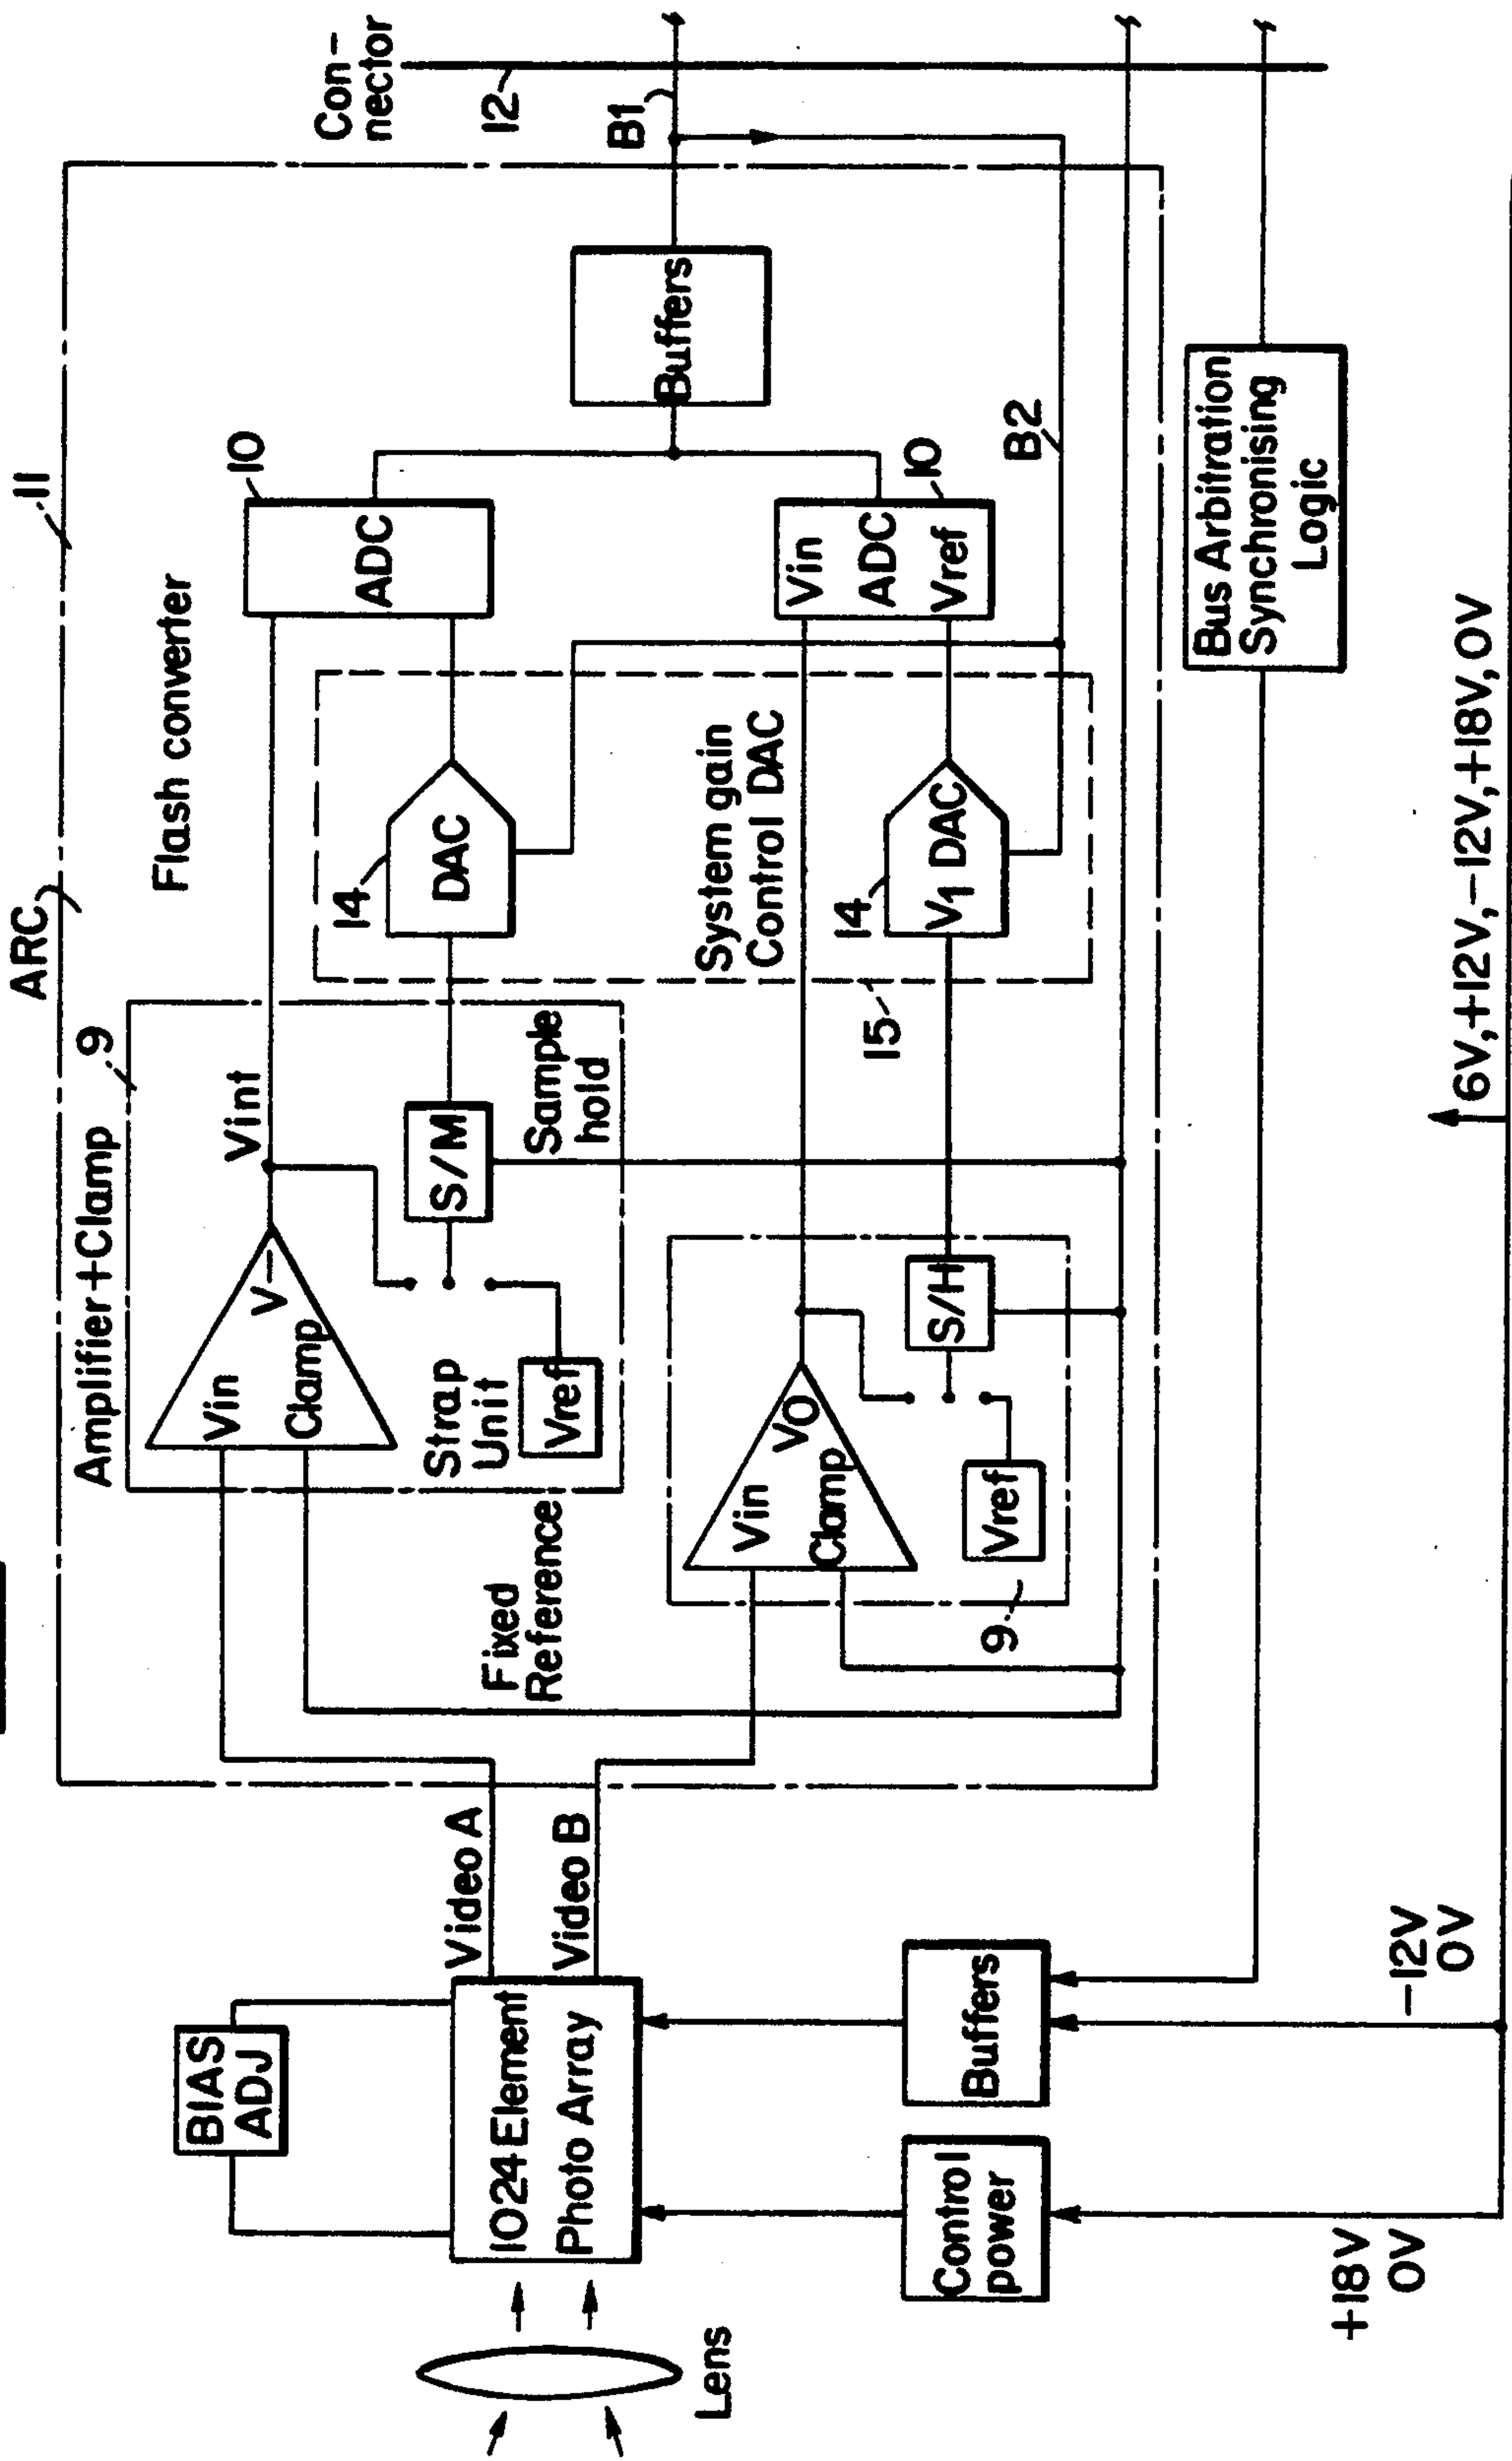 ARC
11
Con-
nector
12
Amplifier+Clamp
9
Flash converter
Vint
10
B1
BIAS
ADJ
Vin
V-
Clamp
ADC
Strap
Unit
Vref
S/M
Sample
hold
14
DAC
Buffers
Video A
Video B
1024 Element
Photo Array
Lens
Fixed
Reference
System gain
Control DAC
Vin
VO
Clamp
Vin
ADC
Vref
10
Vref
9
S/H
15
14
V1 DAC
B2
Control
power
Buffers
Bus Arbitration
Synchronising
Logic
+18V
0V
-12V
0V
6V,+12V,-12V,+18V,0V